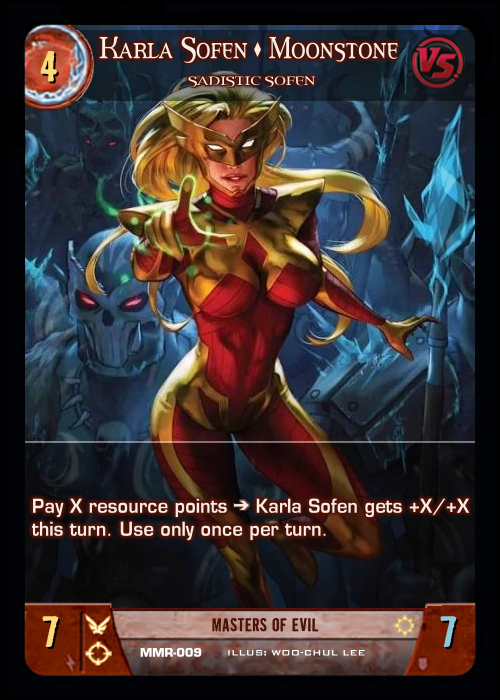 4
Karla Sofen ♦ Moonstone
VS
Sadistic Sofen
Pay X resource points → Karla Sofen gets +X/+X
this turn. Use only once per turn.
7
MASTERS OF EVIL
7
MMR-009 ILLUS: WOO-CHUL LEE